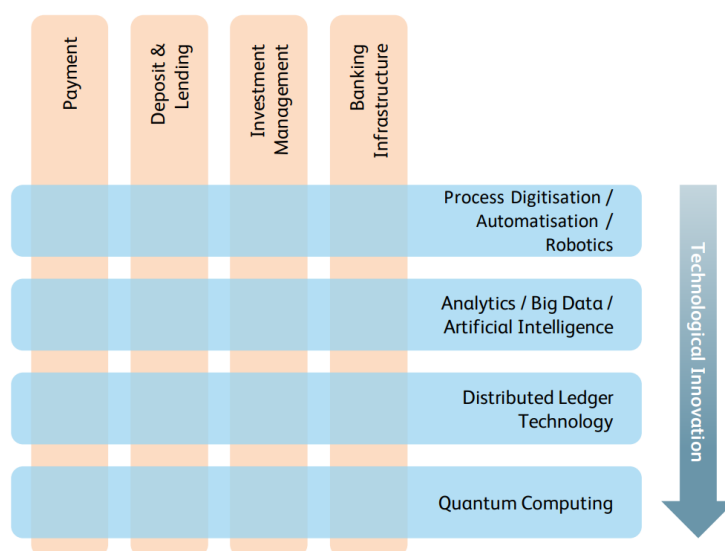 Payment
Deposit &
Lending
Investment
Management
Banking
Infrastructure
Process Digitisation /
Automatisation /
Robotics
Analytics / Big Data /
Artificial Intelligence
Distributed Ledger
Technology
Quantum Computing
Technological Innovation